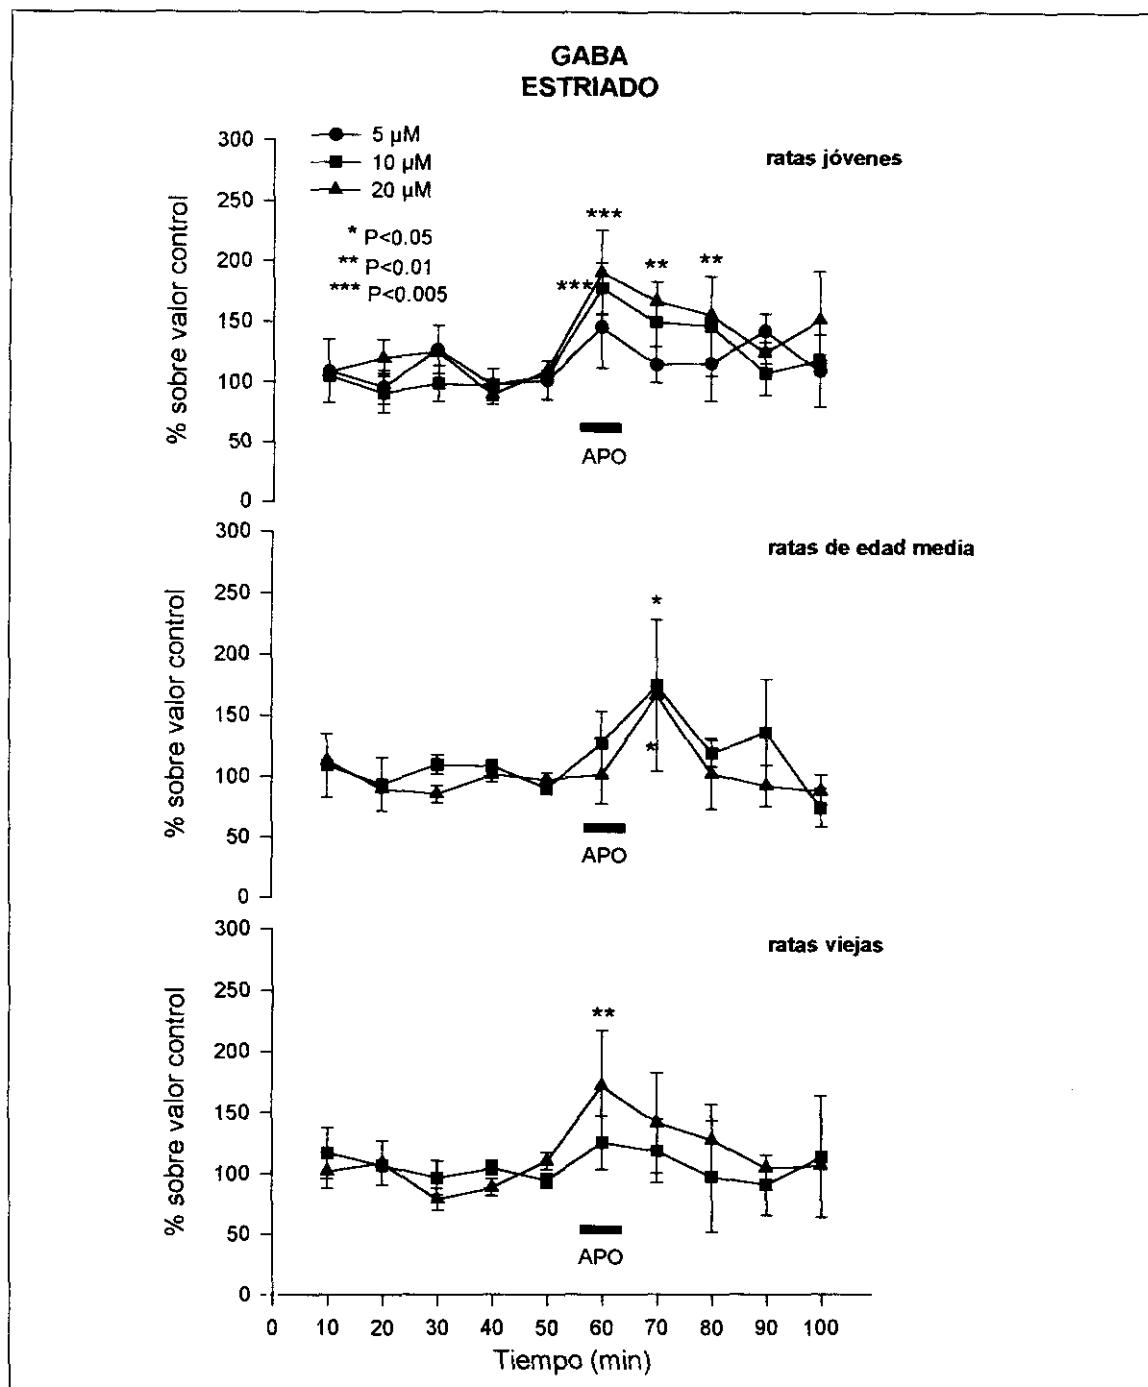 GABA
ESTRIADO
300
250
200
150
100
50
0
% sobre valor control
5 µM
10 µM
20 µM
* P<0.05
** P<0.01
*** P<0.005
ratas jóvenes
***
***
**
**
APO
300
250
200
150
100
50
0
% sobre valor control
ratas de edad media
*
*
APO
300
250
200
150
100
50
0
% sobre valor control
ratas viejas
**
APO
0 10 20 30 40 50 60 70 80 90 100
Tiempo (min)